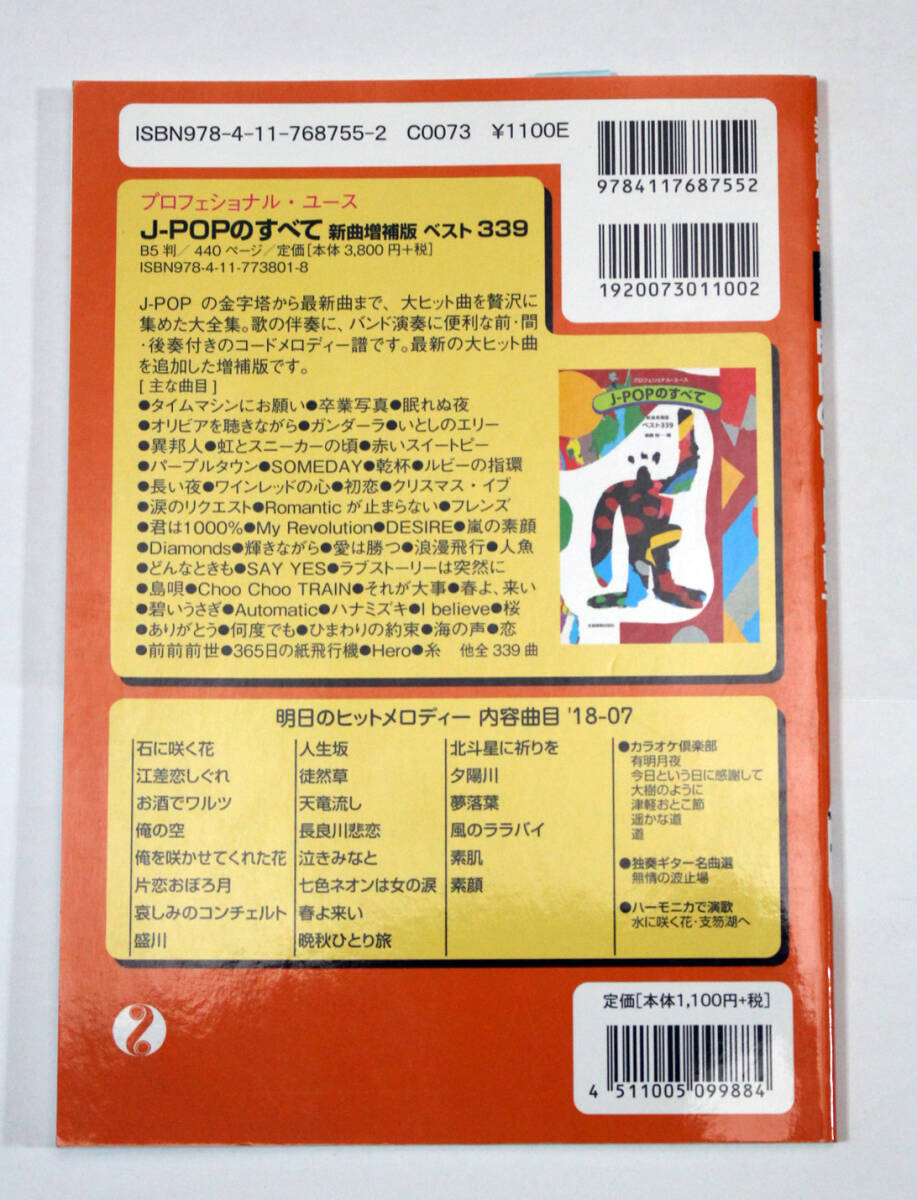 ISBN978-4-11-768755-2 C0073 ¥1100E
9784117687552
1920073011002
プロフェショナル・ユース
J-POPのすべて 新曲増補版 ベスト 339
B5判／440ページ／定価[本体 3,800 円+税]
ISBN978-4-11-773801-8
J-POP の金字塔から最新曲まで、大ヒット曲を贅沢に
集めた大全集。歌の伴奏に、バンド演奏に便利な前・間
・後奏付きのコードメロディー譜です。最新の大ヒット曲
を追加した増補版です。
[ 主な曲目 ]
●タイムマシンにお願い●卒業写真●眠れぬ夜
●オリビアを聴きながら●ガンダーラ●いとしのエリー
●異邦人●虹とスニーカーの頃●赤いスイートピー
●パープルタウン●SOMEDAY●乾杯●ルビーの指環
●長い夜●ワインレッドの心●初恋●クリスマス・イブ
●涙のリクエスト●Romantic が止まらない●フレンズ
●君は1000%●My Revolution●DESIRE●嵐の素顔
●Diamonds●輝きながら●愛は勝つ●浪漫飛行●人魚
●どんなときも●SAY YES●ラブストーリーは突然に
●島唄●Choo Choo TRAIN●それが大事●春よ、来い
●碧いうさぎ●Automatic●ハナミズキ●I believe●桜
●ありがとう●何度でも●ひまわりの約束●海の声●恋
●前前前世●365日の紙飛行機●Hero●糸 他全 339 曲
プロフェショナル・ユース
J-POPのすべて
新曲増補版
ベスト339
明日のヒットメロディー 内容曲目 '18-07
石に咲く花
江差恋しぐれ
お酒でワルツ
俺の空
俺を咲かせてくれた花
片恋おぼろ月
哀しみのコンチェルト
盛川
人生坂
徒然草
天竜流し
長良川悲恋
泣きみなと
七色ネオンは女の涙
春よ来い
晩秋ひとり旅
北斗星に祈りを
夕陽川
夢落葉
風のララバイ
素肌
素顔
●カラオケ倶楽部
有明月夜
今日という日に感謝して
大樹のように
津軽おとこ節
遥かな道
道
●独奏ギター名曲選
無情の波止場
●ハーモニカで演歌
水に咲く花・支笏湖へ
定価[本体1,100円+税]
4 511005 099884